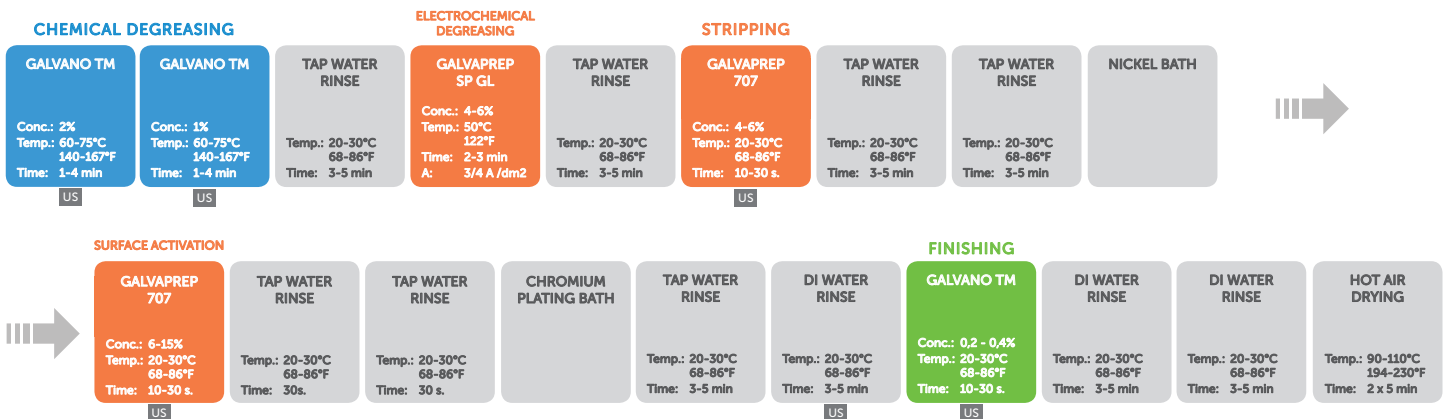 CHEMICAL DEGREASING
GALVANO TM
Conc.: 2%
Temp.: 60-75°C
140-167°F
Time: 1-4 min
US
GALVANO TM
Conc.: 1%
Temp.: 60-75°C
140-167°F
Time: 1-4 min
US
TAP WATER
RINSE
Temp.: 20-30°C
68-86°F
Time: 3-5 min
ELECTROCHEMICAL
DEGREASING
GALVAPREP
SP GL
Conc.: 4-6%
Temp.: 50°C
122°F
Time: 2-3 min
A: 3/4 A /dm2
TAP WATER
RINSE
Temp.: 20-30°C
68-86°F
Time: 3-5 min
STRIPPING
GALVAPREP
707
Conc.: 4-6%
Temp.: 20-30°C
68-86°F
Time: 10-30 s.
US
TAP WATER
RINSE
Temp.: 20-30°C
68-86°F
Time: 3-5 min
TAP WATER
RINSE
Temp.: 20-30°C
68-86°F
Time: 3-5 min
NICKEL BATH
SURFACE ACTIVATION
GALVAPREP
707
Conc.: 6-15%
Temp.: 20-30°C
68-86°F
Time: 10-30 s.
US
TAP WATER
RINSE
Temp.: 20-30°C
68-86°F
Time: 30s.
TAP WATER
RINSE
Temp.: 20-30°C
68-86°F
Time: 30 s.
CHROMIUM
PLATING BATH
TAP WATER
RINSE
Temp.: 20-30°C
68-86°F
Time: 3-5 min
DI WATER
RINSE
Temp.: 20-30°C
68-86°F
Time: 3-5 min
US
FINISHING
GALVANO TM
Conc.: 0,2 - 0,4%
Temp.: 20-30°C
68-86°F
Time: 10-30 s.
US
DI WATER
RINSE
Temp.: 20-30°C
68-86°F
Time: 3-5 min
DI WATER
RINSE
Temp.: 20-30°C
68-86°F
Time: 3-5 min
HOT AIR
DRYING
Temp.: 90-110°C
194-230°F
Time: 2 x 5 min